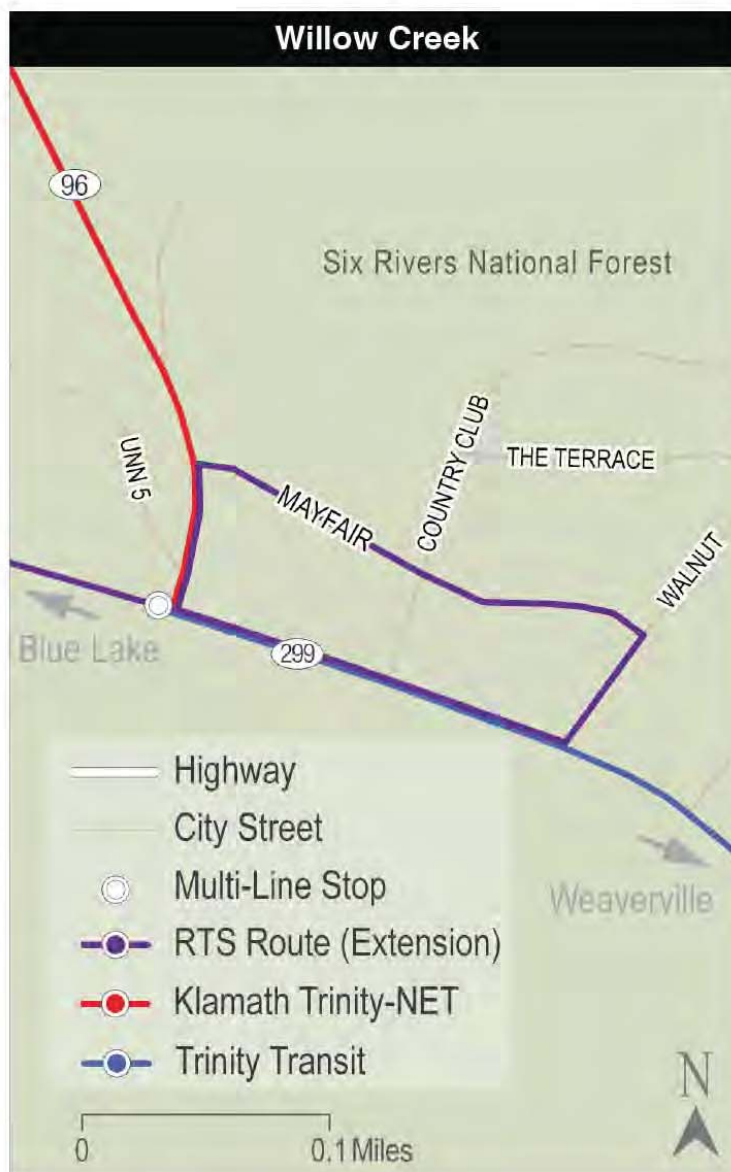 Willow Creek
96
Six Rivers National Forest
COUNTRY CLUB
UNN 5
THE TERRACE
MAYFAIR
WALNUT
Blue Lake
299
Highway
City Street
Multi-Line Stop
RTS Route (Extension)
Klamath Trinity-NET
Trinity Transit
Weaverville
N
0
0.1 Miles